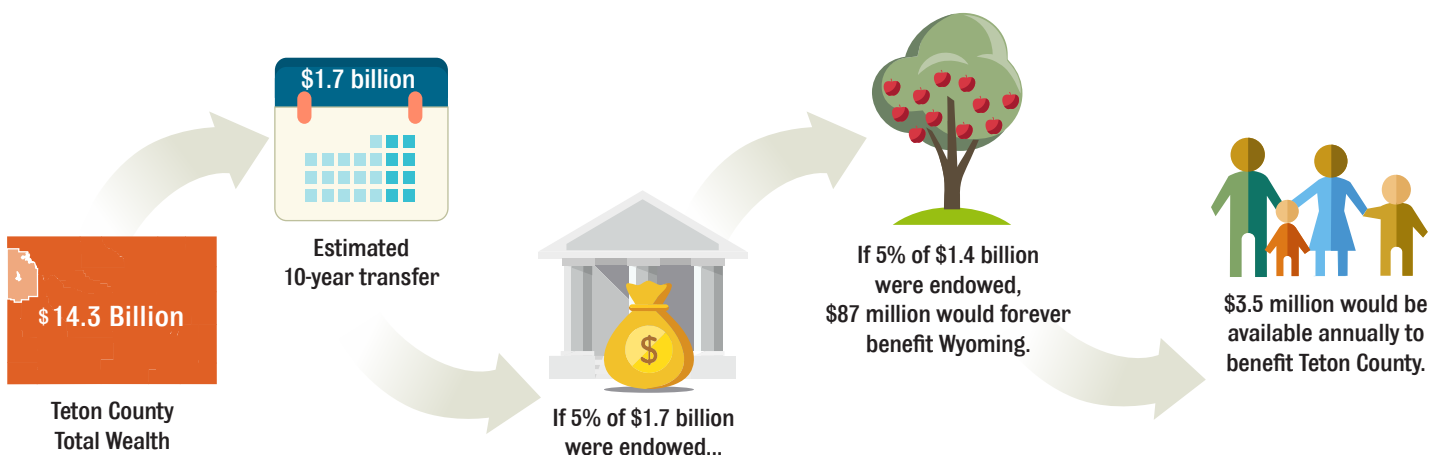 $14.3 Billion
Teton County
Total Wealth
$1.7 billion
Estimated
10-year transfer
If 5% of $1.7 billion
were endowed...
If 5% of $1.4 billion
were endowed,
$87 million would forever
benefit Wyoming.
$3.5 million would be
available annually to
benefit Teton County.
$